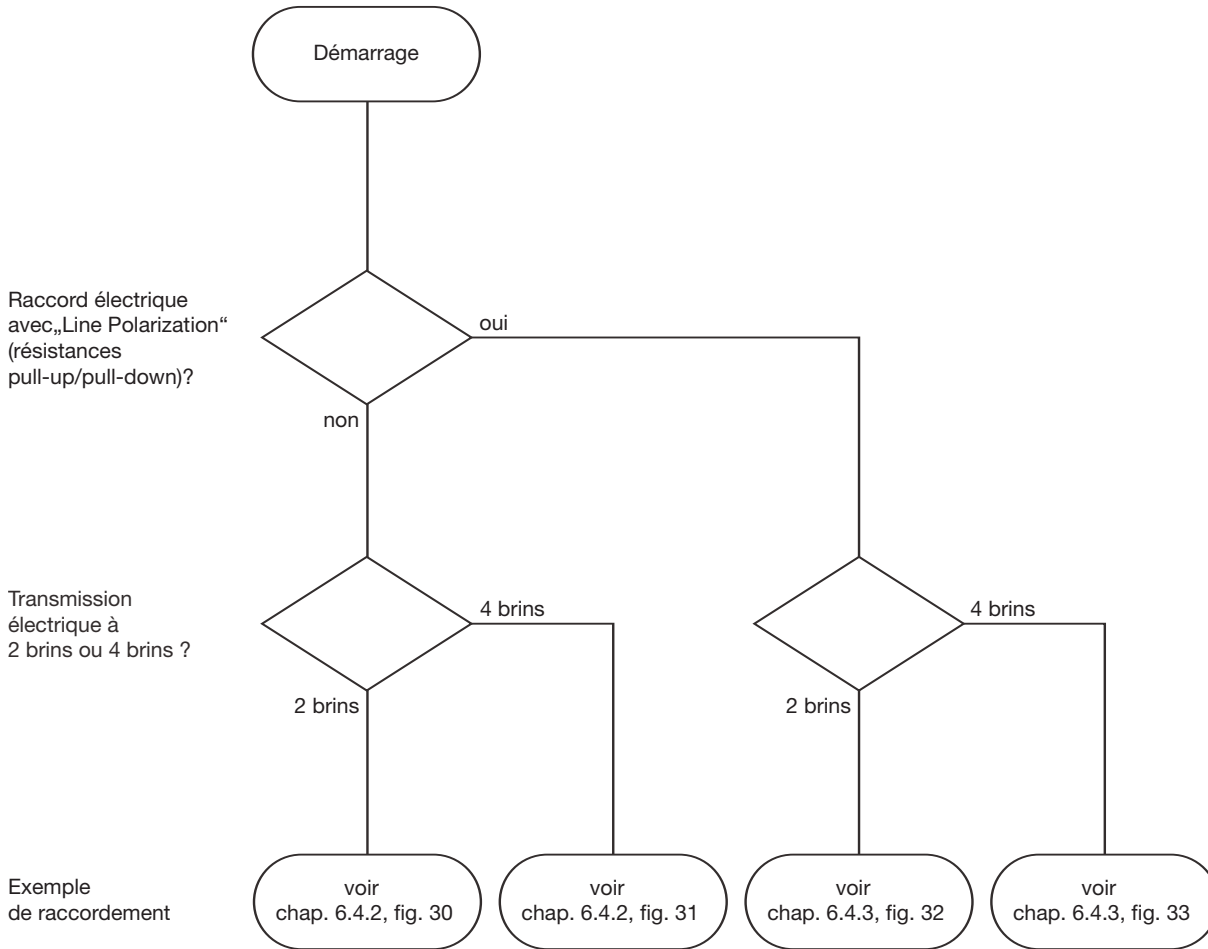 Démarrage
Raccord électrique
avec„Line Polarization“
(résistances
pull-up/pull-down)?
oui
non
Transmission
électrique à
2 brins ou 4 brins ?
4 brins
2 brins
4 brins
2 brins
Exemple
de raccordement
voir
chap. 6.4.2, fig. 30
voir
chap. 6.4.2, fig. 31
voir
chap. 6.4.3, fig. 32
voir
chap. 6.4.3, fig. 33